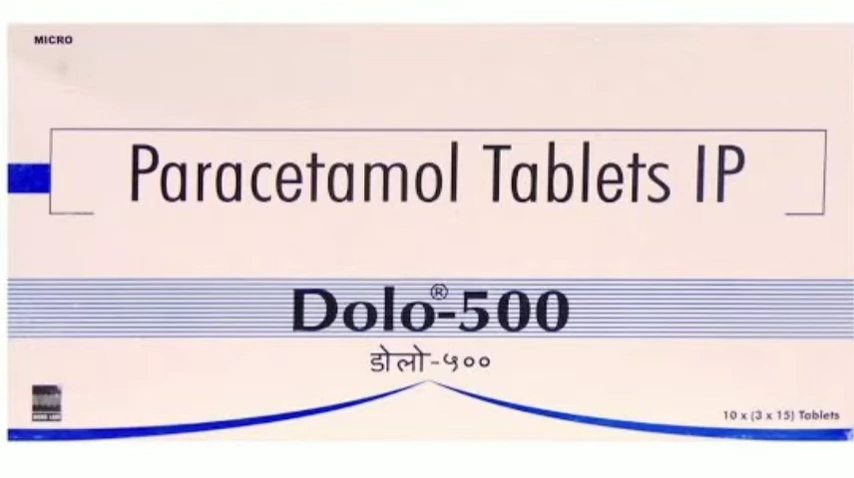 MICRO
Paracetamol Tablets IP
Dolo®-500
डोलो-५००
10 x (3 x 15) Tablets